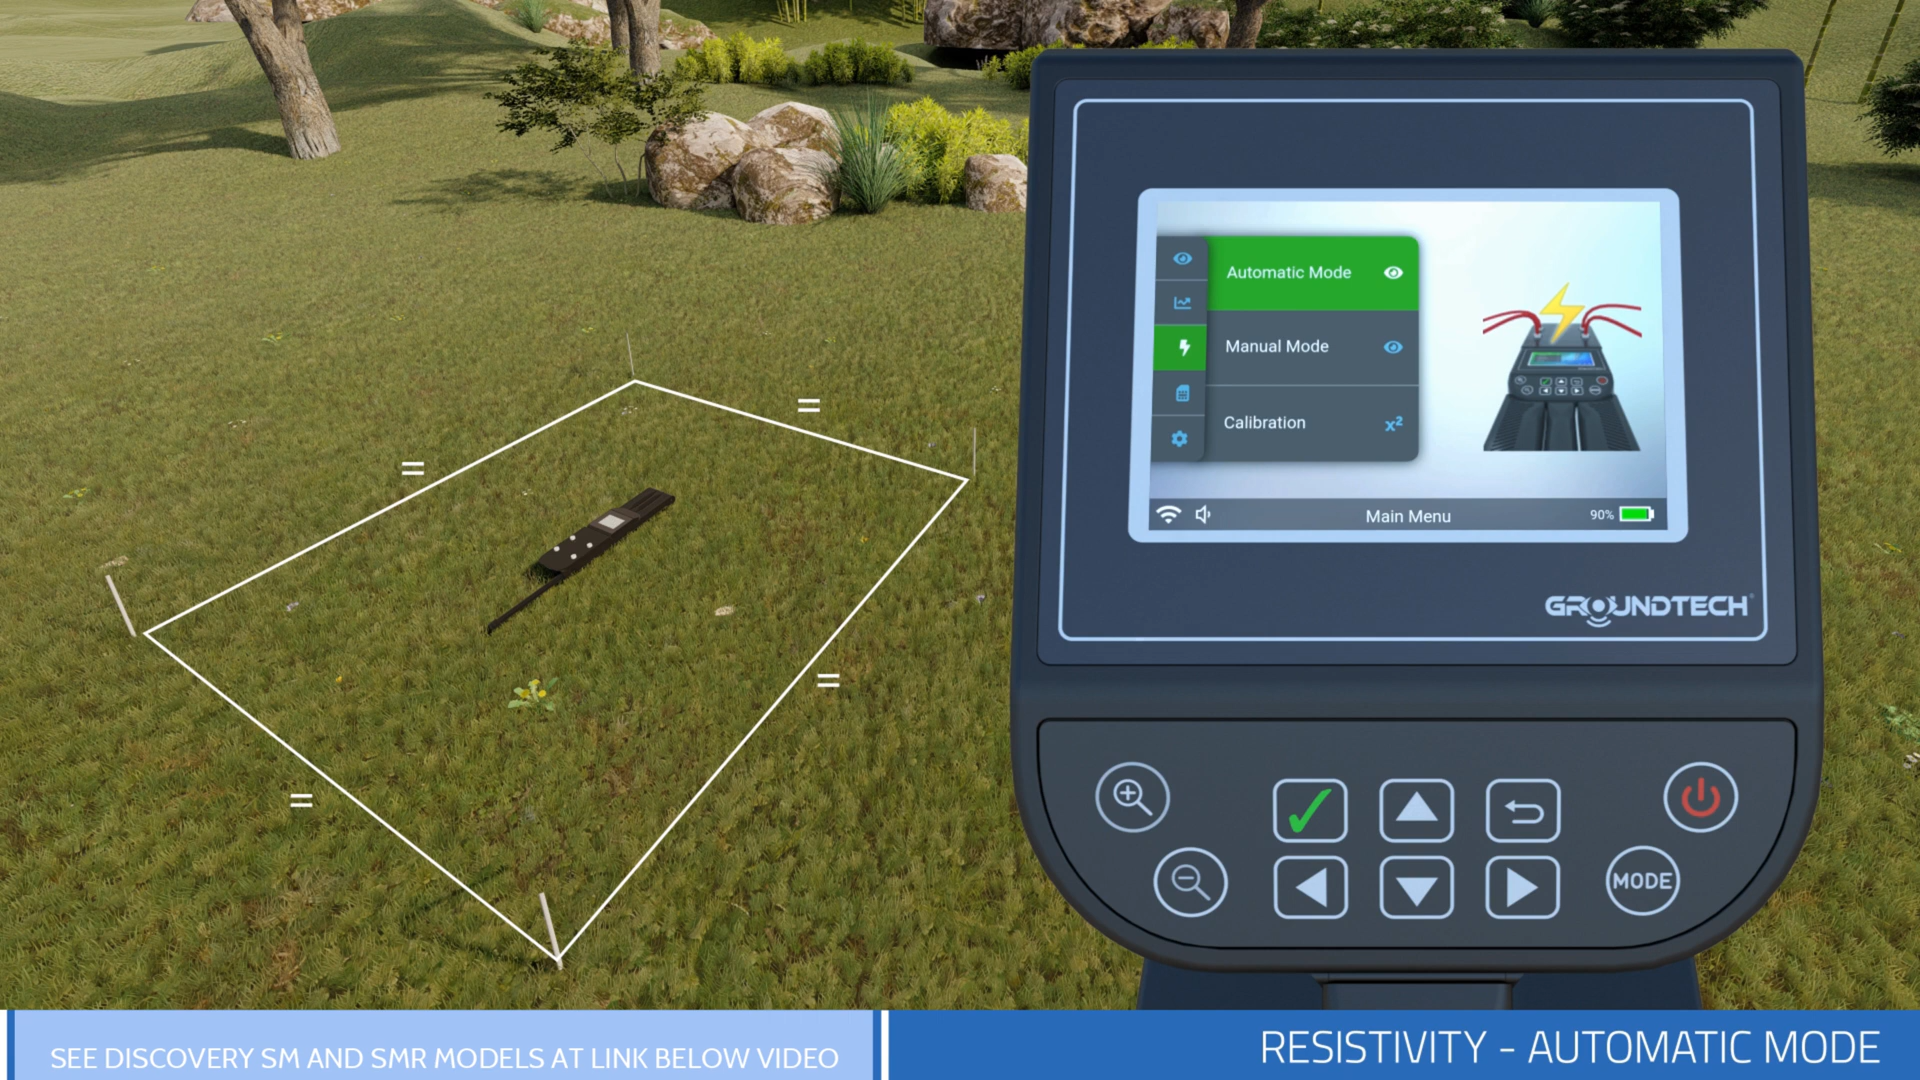 Automatic Mode
Manual Mode
Calibration x²
Main Menu 90%
GROUNDTECH
MODE
SEE DISCOVERY SM AND SMR MODELS AT LINK BELOW VIDEO
RESISTIVITY - AUTOMATIC MODE